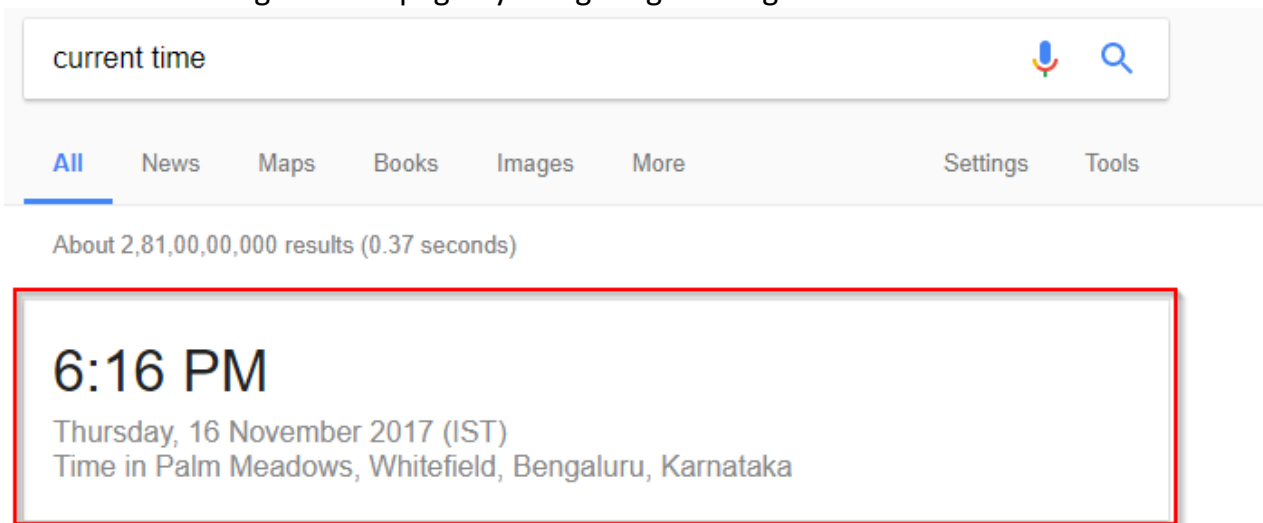 current time
All News Maps Books Images More Settings Tools
About 2,81,00,00,000 results (0.37 seconds)
6:16 PM
Thursday, 16 November 2017 (IST)
Time in Palm Meadows, Whitefield, Bengaluru, Karnataka